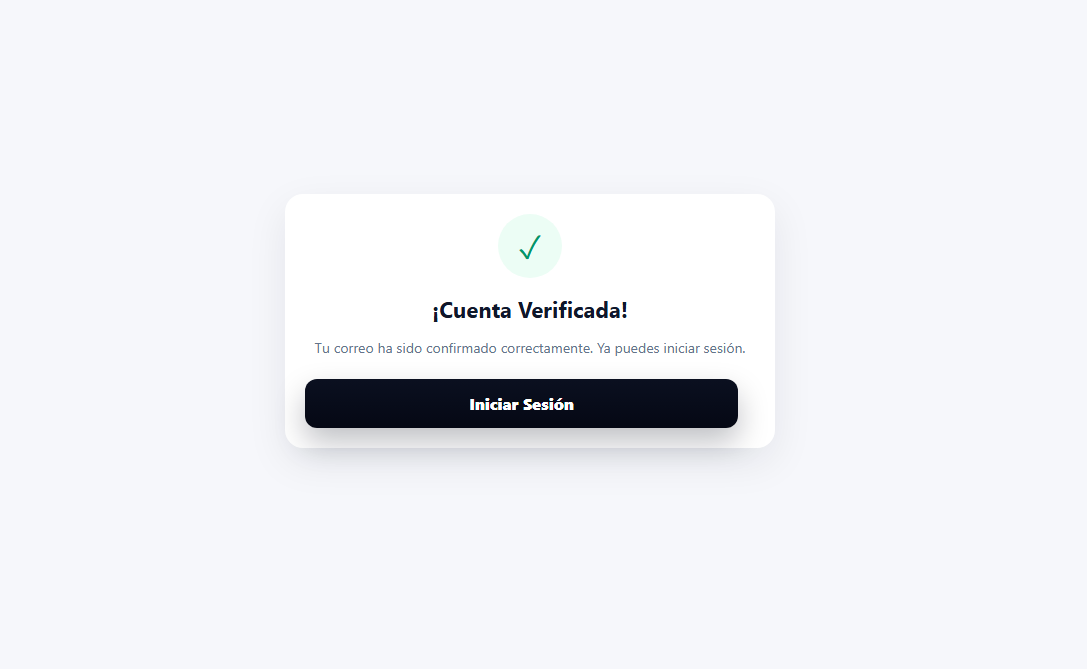 ✓
¡Cuenta Verificada!
Tu correo ha sido confirmado correctamente. Ya puedes iniciar sesión.
Iniciar Sesión